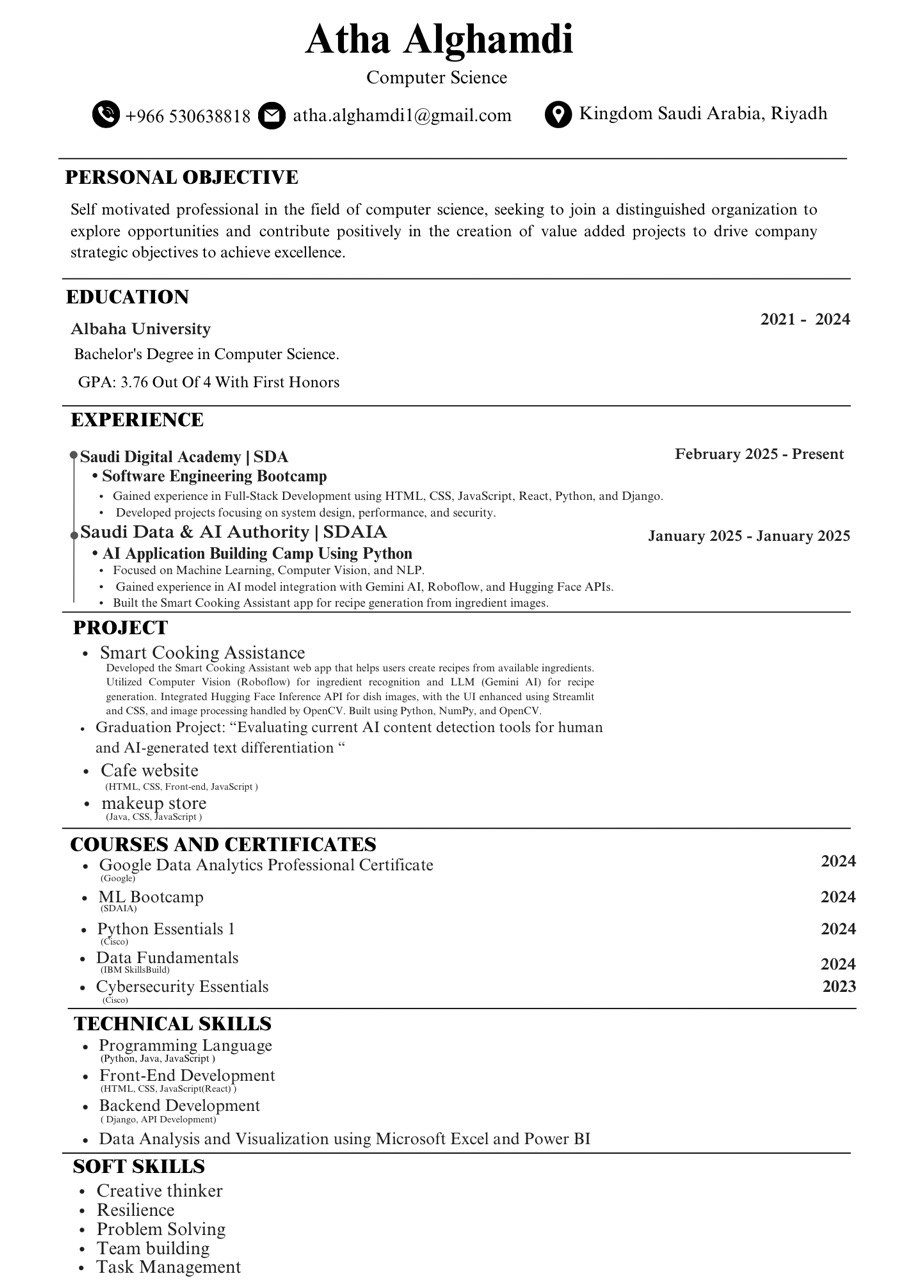 Atha Alghamdi
Computer Science
+966 530638818 atha.alghamdi1@gmail.com Kingdom Saudi Arabia, Riyadh
PERSONAL OBJECTIVE
Self motivated professional in the field of computer science, seeking to join a distinguished organization to
explore opportunities and contribute positively in the creation of value added projects to drive company
strategic objectives to achieve excellence.
EDUCATION
Albaha University 2021 - 2024
Bachelor's Degree in Computer Science.
GPA: 3.76 Out Of 4 With First Honors
EXPERIENCE
Saudi Digital Academy | SDA February 2025 - Present
• Software Engineering Bootcamp
• Gained experience in Full-Stack Development using HTML, CSS, JavaScript, React, Python, and Django.
• Developed projects focusing on system design, performance, and security.
Saudi Data & AI Authority | SDAIA January 2025 - January 2025
• AI Application Building Camp Using Python
• Focused on Machine Learning, Computer Vision, and NLP.
• Gained experience in AI model integration with Gemini AI, Roboflow, and Hugging Face APIs.
• Built the Smart Cooking Assistant app for recipe generation from ingredient images.
PROJECT
• Smart Cooking Assistance
Developed the Smart Cooking Assistant web app that helps users create recipes from available ingredients.
Utilized Computer Vision (Roboflow) for ingredient recognition and LLM (Gemini AI) for recipe
generation. Integrated Hugging Face Inference API for dish images, with the UI enhanced using Streamlit
and CSS, and image processing handled by OpenCV. Built using Python, NumPy, and OpenCV.
• Graduation Project: “Evaluating current AI content detection tools for human
and AI-generated text differentiation “
• Cafe website
(HTML, CSS, Front-end, JavaScript )
• makeup store
(Java, CSS, JavaScript )
COURSES AND CERTIFICATES
• Google Data Analytics Professional Certificate 2024
(Google)
• ML Bootcamp 2024
(SDAIA)
• Python Essentials 1 2024
(Cisco)
• Data Fundamentals 2024
(IBM SkillsBuild)
• Cybersecurity Essentials 2023
(Cisco)
TECHNICAL SKILLS
• Programming Language
(Python, Java, JavaScript )
• Front-End Development
(HTML, CSS, JavaScript(React) )
• Backend Development
( Django, API Development)
• Data Analysis and Visualization using Microsoft Excel and Power BI
SOFT SKILLS
• Creative thinker
• Resilience
• Problem Solving
• Team building
• Task Management